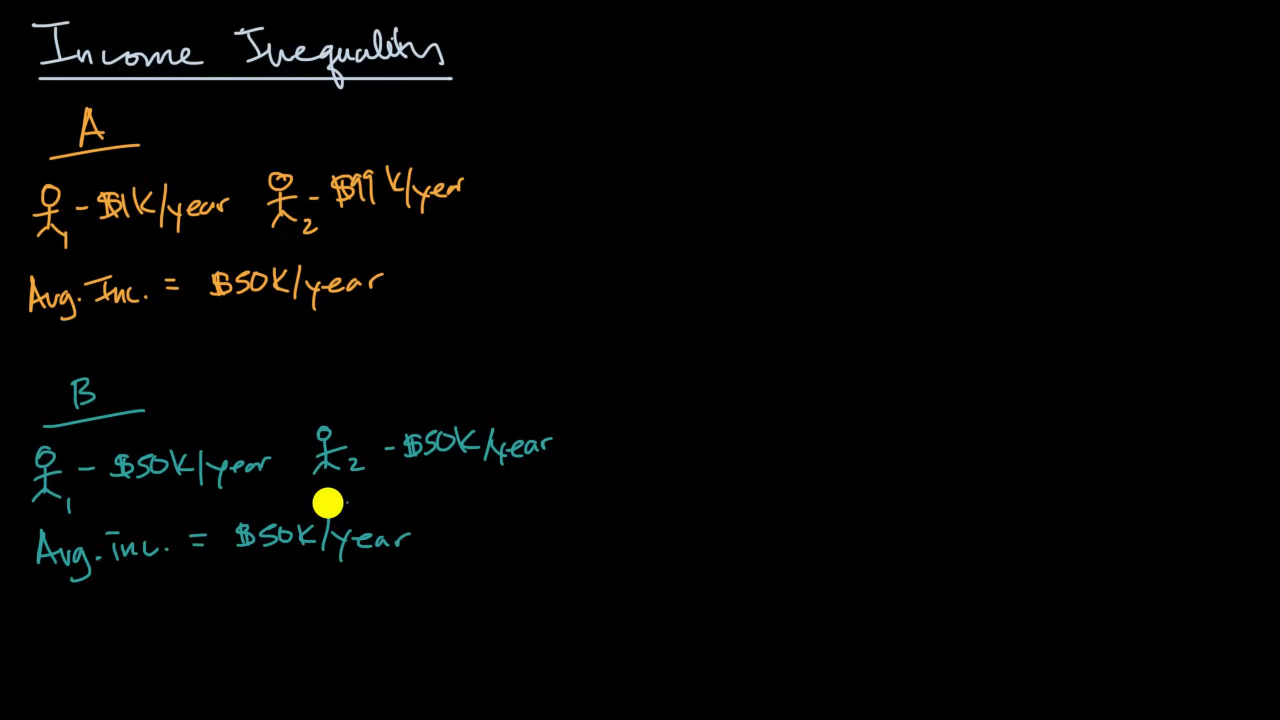 Income Inequality
A
1 - $1K/year 2 - $99K/year
Avg. Inc. = $50K/year
B
1 - $50K/year 2 - $50K/year
Avg. inc. = $50K/year